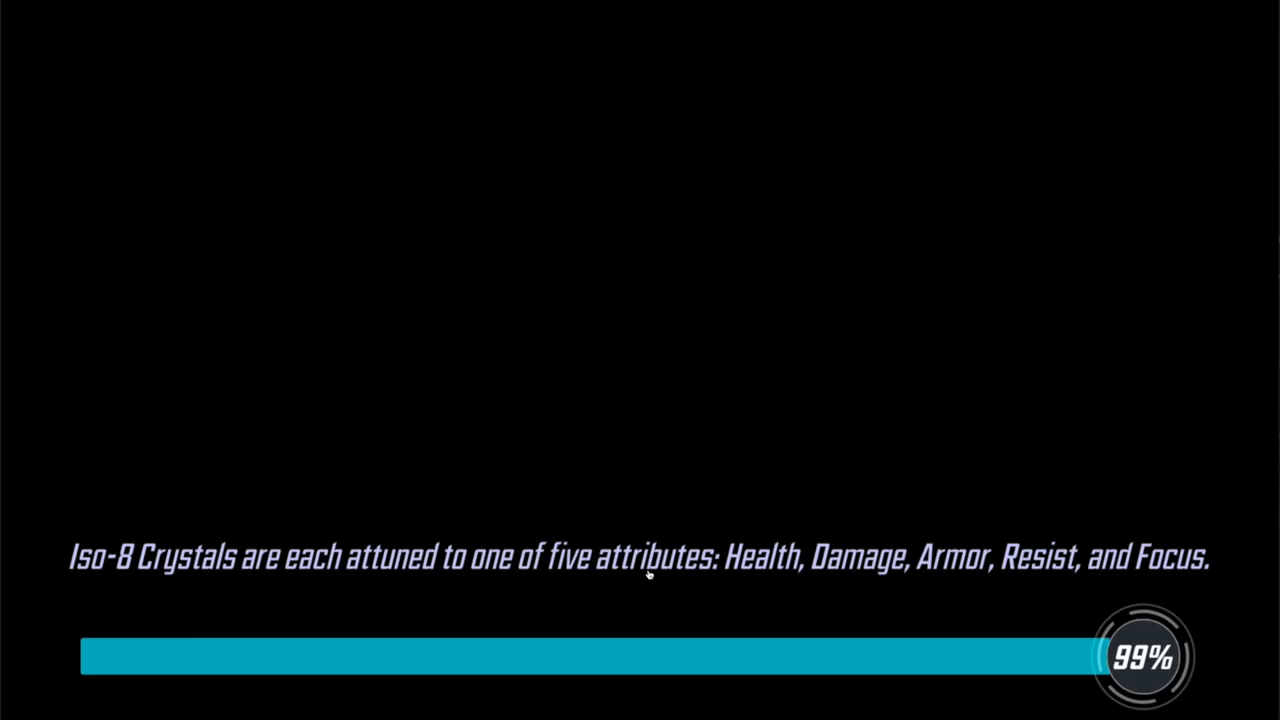 Iso-8 Crystals are each attuned to one of five attributes: Health, Damage, Armor, Resist, and Focus.
99%